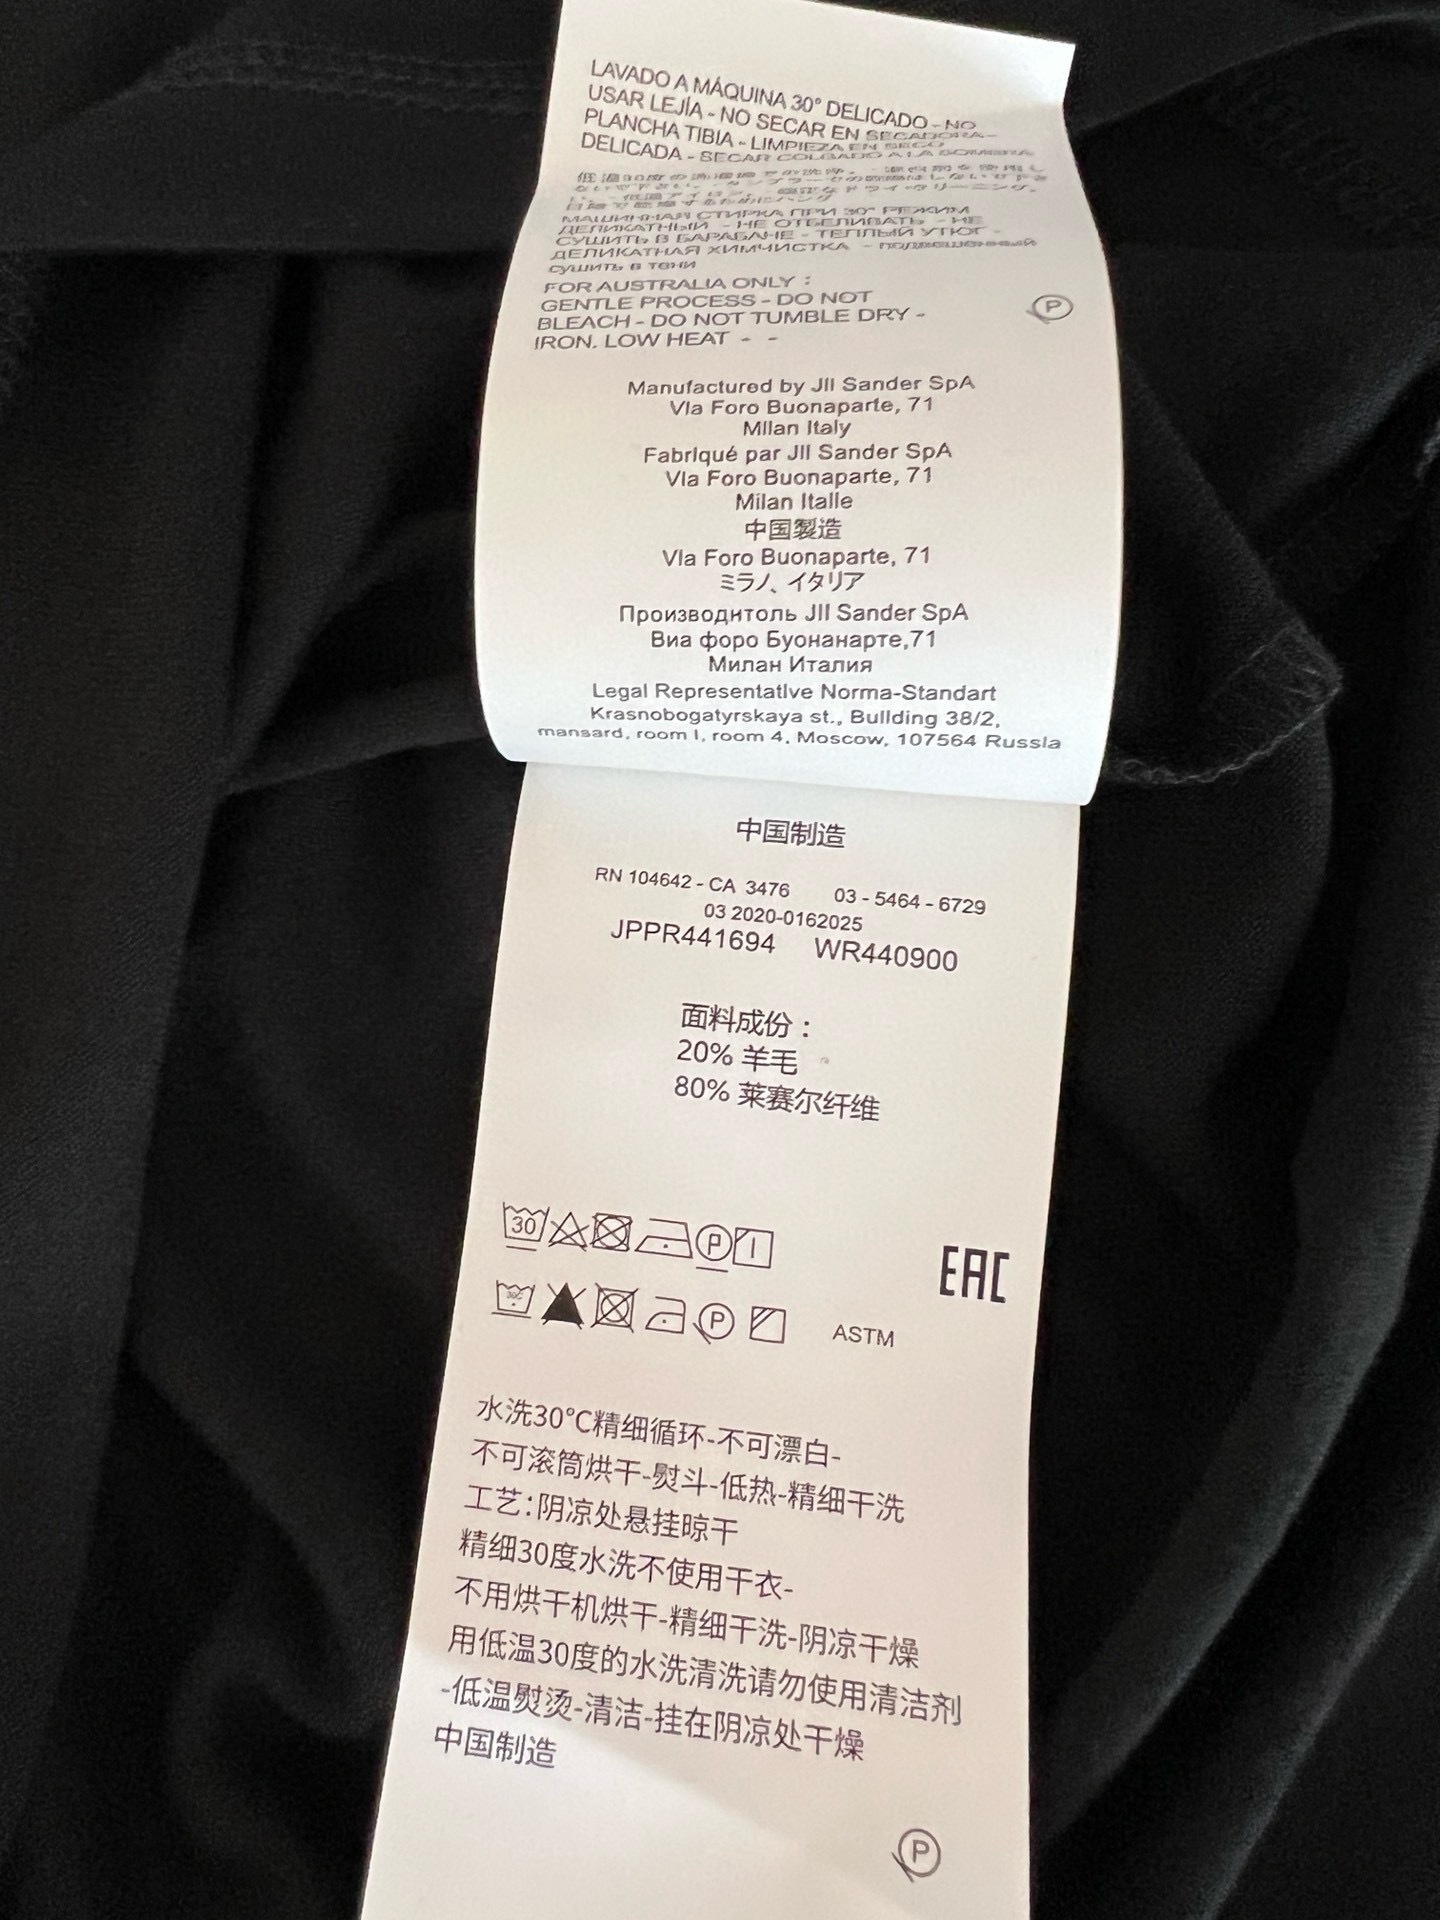 LAVADO A MÁQUINA 30° DELICADO - NO
USAR LEJÍA - NO SECAR EN SECADORA -
PLANCHA TIBIA - LIMPIEZA EN SECO
DELICADA - SECAR COLGADO A LA SOMBRA
МАШИННАЯ СТИРКА ПРИ 30° РЕЖИМ
ДЕЛИКАТНЫЙ - НЕ ОТБЕЛИВАТЬ - НЕ
СУШИТЬ В БАРАБАНЕ - ТЕПЛЫЙ УТЮГ -
ДЕЛИКАТНАЯ ХИМЧИСТКА - подвешенный
сушить в тени
FOR AUSTRALIA ONLY :
GENTLE PROCESS - DO NOT
BLEACH - DO NOT TUMBLE DRY -
IRON. LOW HEAT - -
P
Manufactured by JIl Sander SpA
VIa Foro Buonaparte, 71
MIlan Italy
FabrIqué par JIl Sander SpA
VIa Foro Buonaparte, 71
Milan Italle
中国製造
VIa Foro Buonaparte, 71
ミラノ、イタリア
Производнтоль JIl Sander SpA
Виа форо Буонанарте,71
Милан Италия
Legal RepresentatIve Norma-Standart
Krasnobogatyrskaya st., BuIlding 38/2,
mansard, room I, room 4, Moscow, 107564 RussIa
中国制造
RN 104642 - CA 3476 03 - 5464 - 6729
03 2020-0162025
JPPR441694 WR440900
面料成份：
20% 羊毛
80% 莱赛尔纤维
30 P
EAC
30C P ASTM
水洗30°C精细循环-不可漂白-
不可滚筒烘干-熨斗-低热-精细干洗
工艺：阴凉处悬挂晾干
精细30度水洗不使用干衣-
不用烘干机烘干-精细干洗-阴凉干燥
用低温30度的水洗清洗请勿使用清洁剂
-低温熨烫-清洁-挂在阴凉处干燥
中国制造
P